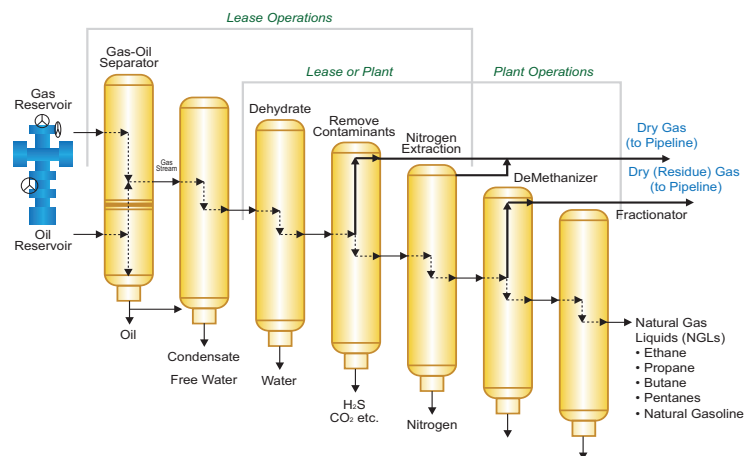 Lease Operations
Gas-Oil
Separator
Lease or Plant
Plant Operations
Gas
Reservoir
Dehydrate
Remove
Contaminants
Nitrogen
Extraction
Dry Gas
(to Pipeline)
Gas
Stream
DeMethanizer
Dry (Residue) Gas
(to Pipeline)
Fractionator
Oil
Reservoir
Oil
Condensate
Free Water
Water
H₂S
CO₂ etc.
Nitrogen
Natural Gas
Liquids (NGLs)
• Ethane
• Propane
• Butane
• Pentanes
• Natural Gasoline